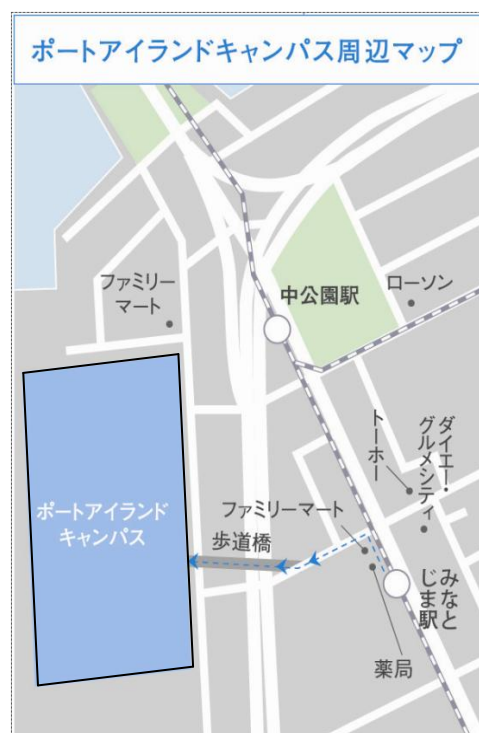 ポートアイランドキャンパス周辺マップ
ファミリー
マート
中公園駅
ローソン
トーホー
ダイエー・
グルメシティ
ポートアイランド
キャンパス
ファミリーマート
歩道橋
みなと
じま駅
薬局